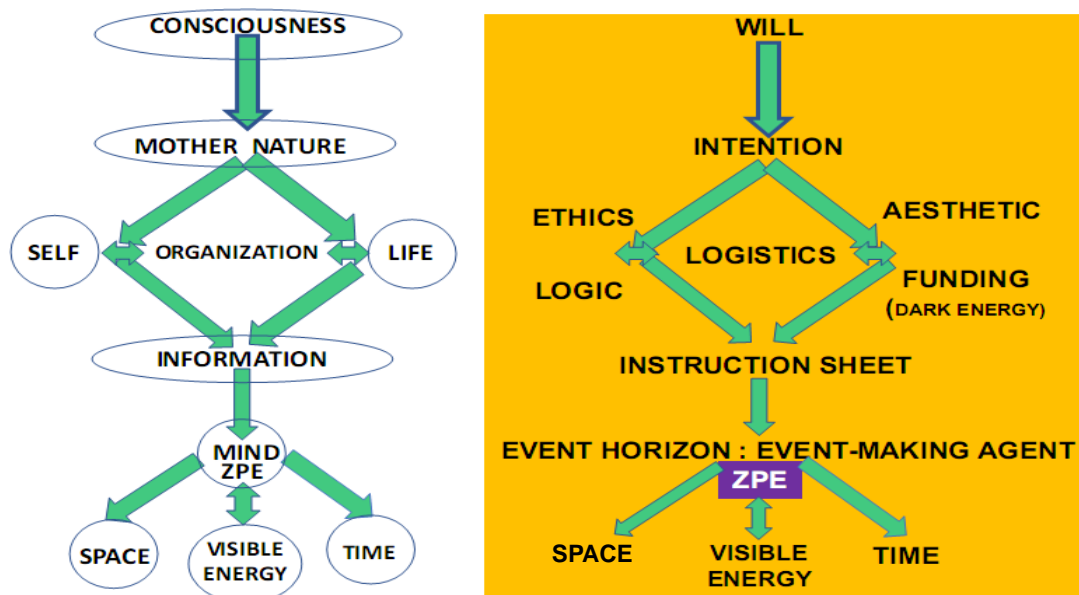 CONSCIOUSNESS
MOTHER NATURE
SELF
ORGANIZATION
LIFE
INFORMATION
MIND
ZPE
SPACE
VISIBLE
ENERGY
TIME
WILL
INTENTION
ETHICS
AESTHETIC
LOGISTICS
LOGIC
FUNDING
(DARK ENERGY)
INSTRUCTION SHEET
EVENT HORIZON : EVENT-MAKING AGENT
ZPE
SPACE
VISIBLE
ENERGY
TIME